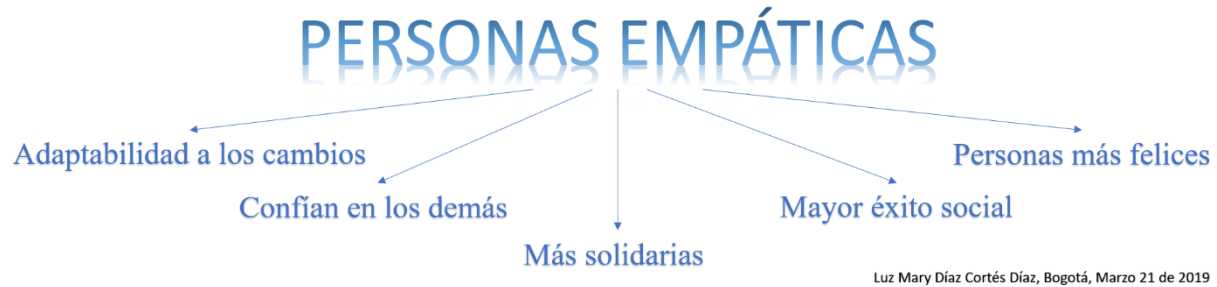 PERSONAS EMPÁTICAS
Adaptabilidad a los cambios
Personas más felices
Confían en los demás
Mayor éxito social
Más solidarias
Luz Mary Díaz Cortés Díaz, Bogotá, Marzo 21 de 2019